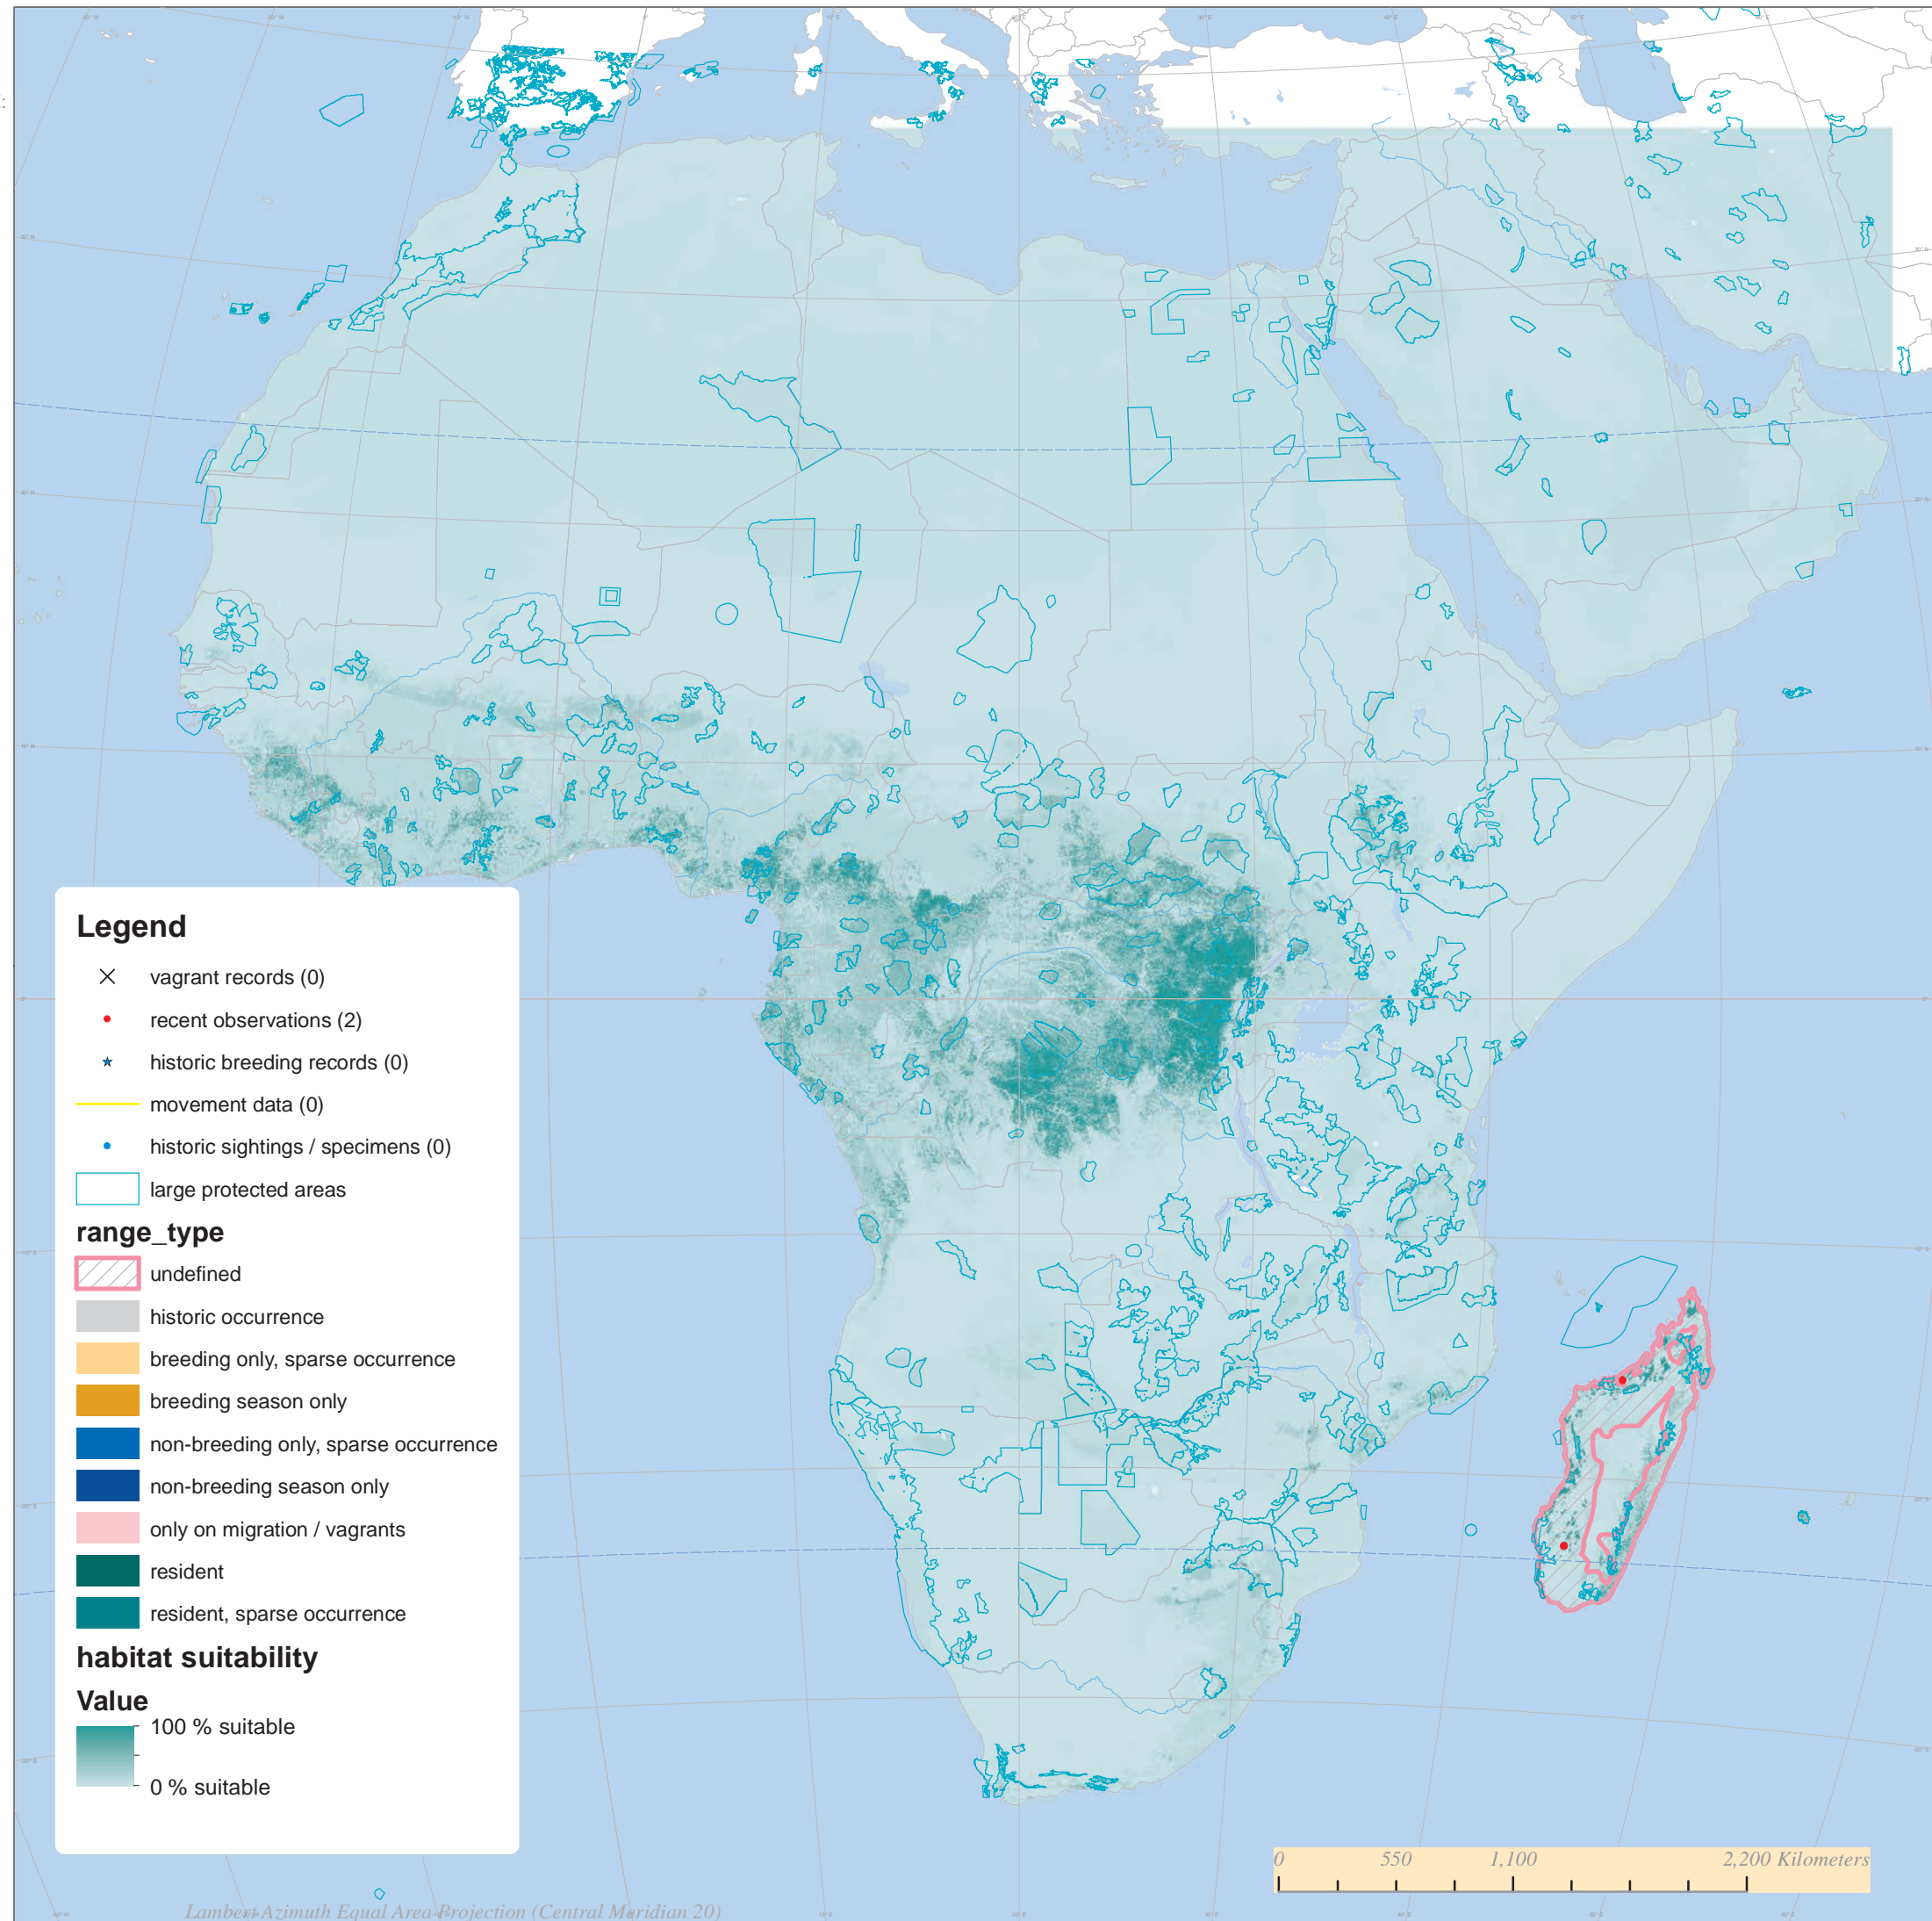 Legend
vagrant records (0)
recent observations (2)
historic breeding records (0)
movement data (0)
historic sightings / specimens (0)
large protected areas
range_type
undefined
historic occurrence
breeding only, sparse occurrence
breeding season only
non-breeding only, sparse occurrence
non-breeding season only
only on migration / vagrants
resident
resident, sparse occurrence
habitat suitability
Value
100 % suitable
0 % suitable
0 550 1,100 2,200 Kilometers
Lambert Azimuth Equal Area Projection (Central Meridian 20)